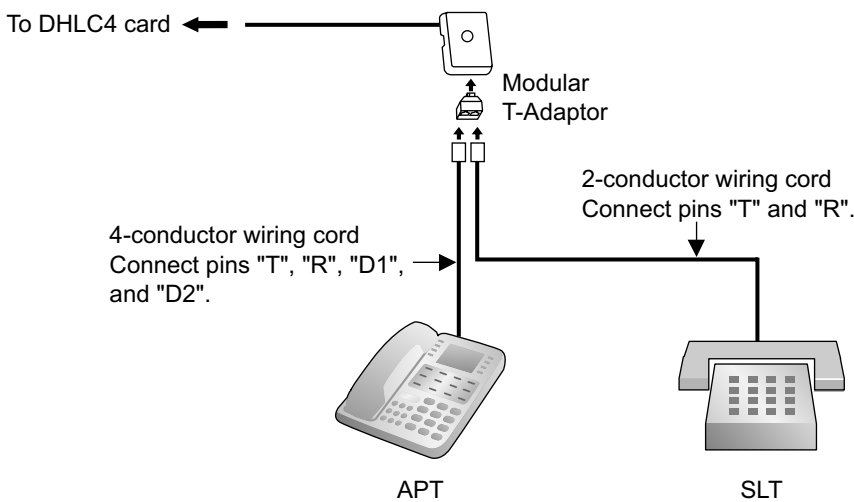 To DHLC4 card
Modular
T-Adaptor
2-conductor wiring cord
Connect pins "T" and "R".
4-conductor wiring cord
Connect pins "T", "R", "D1",
and "D2".
APT
SLT